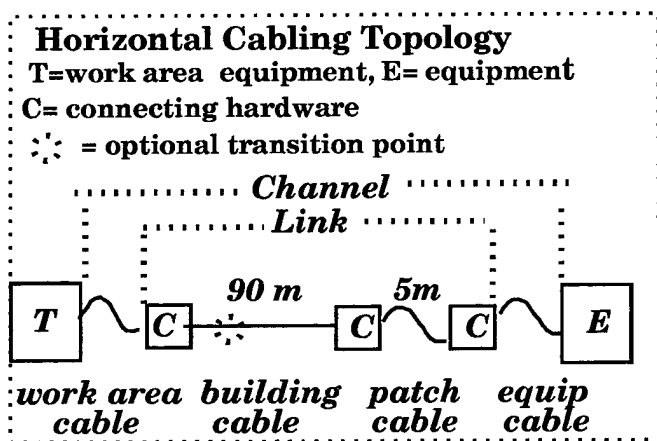 Horizontal Cabling Topology
T=work area equipment, E= equipment
C= connecting hardware
= optional transition point
Channel
Link
90 m 5m
T C C C E
work area building patch equip
cable cable cable cable